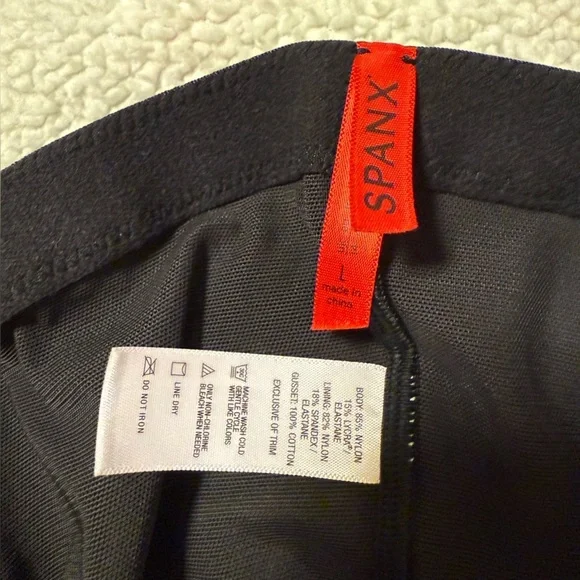 SPANX
L
made in
china
BODY: 85% NYLON
15% LYCRA®/
ELASTANE
LINING: 82% NYLON
18% SPANDEX /
ELASTANE
GUSSET: 100% COTTON
EXCLUSIVE OF TRIM
MACHINE WASH COLD
GENTLE CYCLE
WITH LIKE COLORS
ONLY NON-CHLORINE
BLEACH WHEN NEEDED
LINE DRY
DO NOT IRON